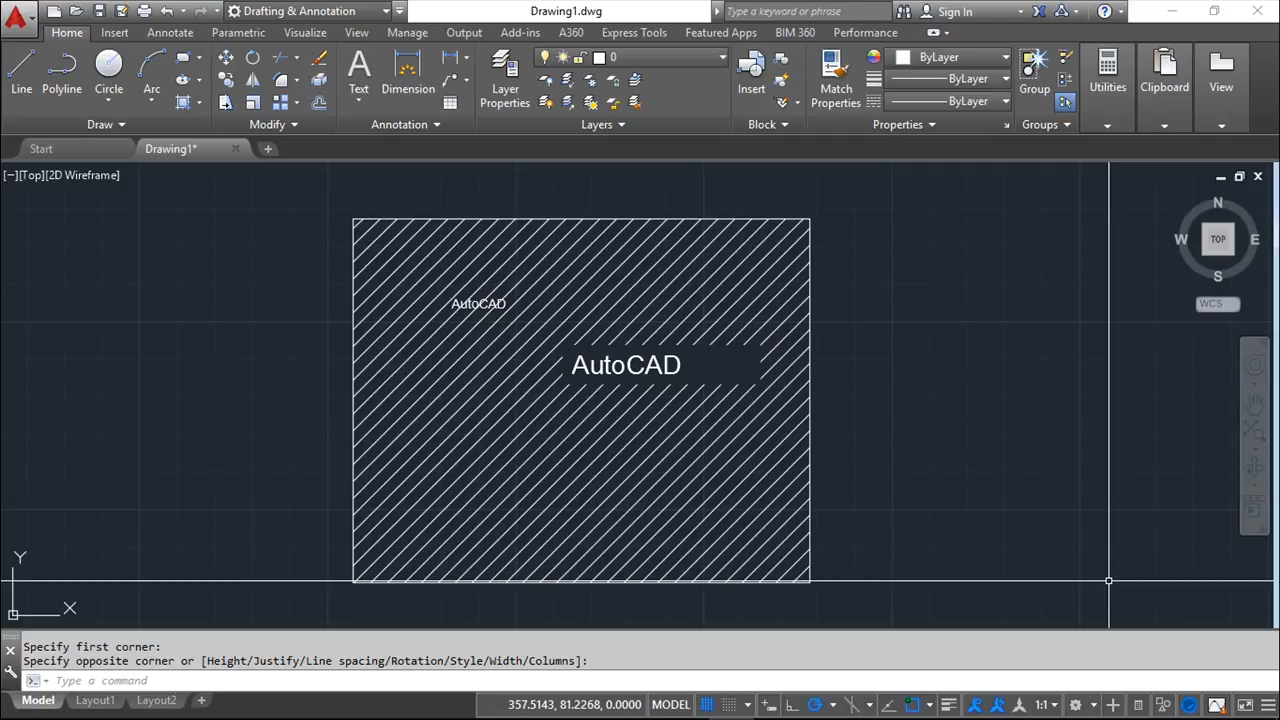 Drafting & Annotation
Drawing1.dwg
Type a keyword or phrase
Sign In
Home Insert Annotate Parametric Visualize View Manage Output Add-ins A360 Express Tools Featured Apps BIM 360 Performance
Line Polyline Circle Arc Text Dimension Layer Properties Insert Match Properties Group Utilities Clipboard View
0
ByLayer
ByLayer
ByLayer
Draw Modify Annotation Layers Block Properties Groups
Start Drawing1*
[−][Top][2D Wireframe]
N
W TOP E
S
WCS
AutoCAD
AutoCAD
Y
X
Specify first corner:
Specify opposite corner or [Height/Justify/Line spacing/Rotation/Style/Width/Columns]:
Type a command
Model Layout1 Layout2 + 357.5143, 81.2268, 0.0000 MODEL 1:1